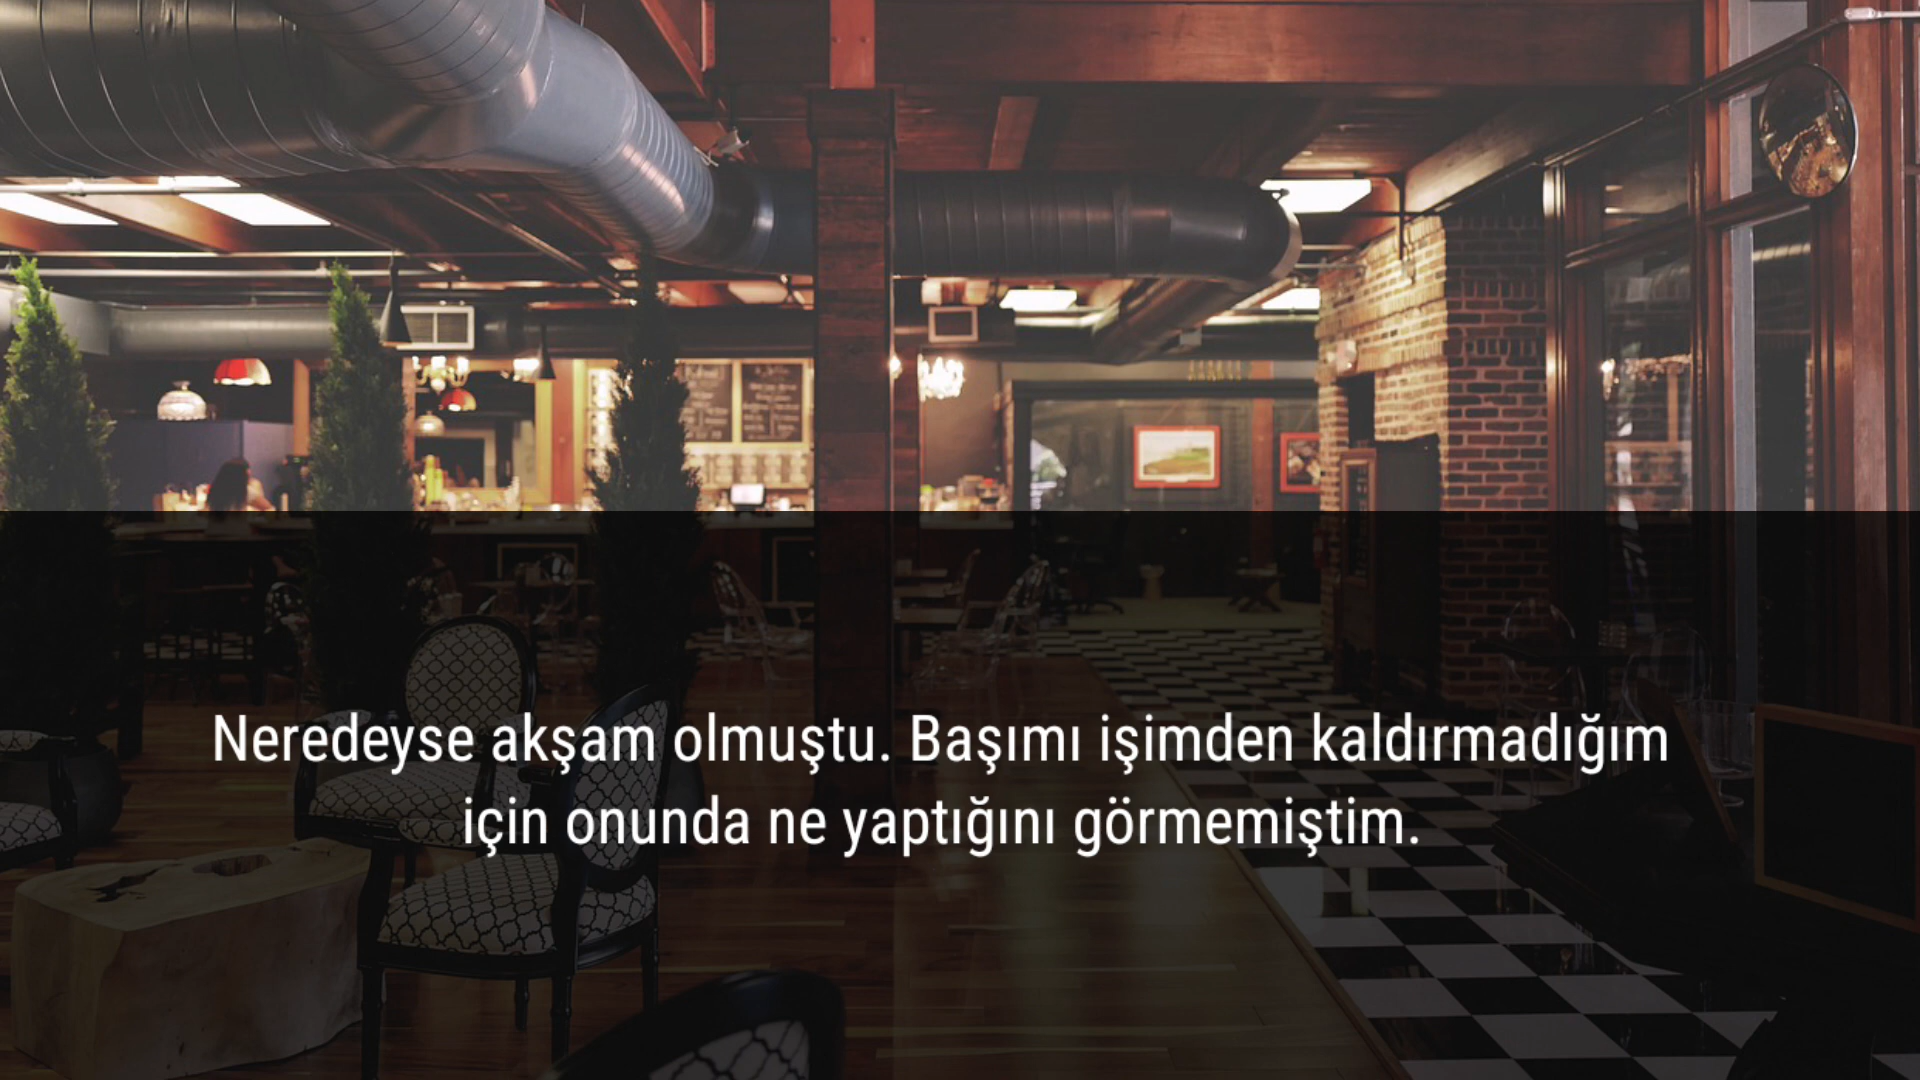 Neredeyse akşam olmuştu. Başımı işimden kaldırmadığım
için onunda ne yaptığını görmemiştim.